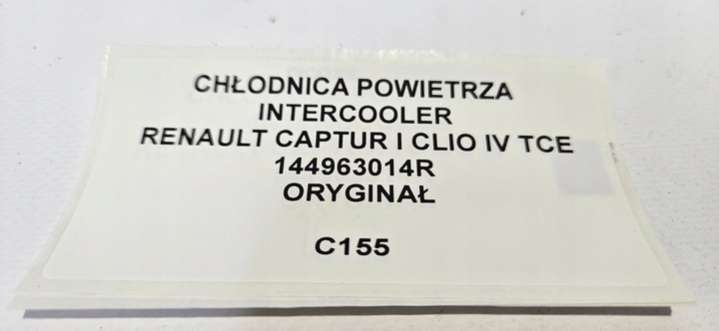 CHŁODNICA POWIETRZA
INTERCOOLER
RENAULT CAPTUR I CLIO IV TCE
144963014R
ORYGINAŁ
C155